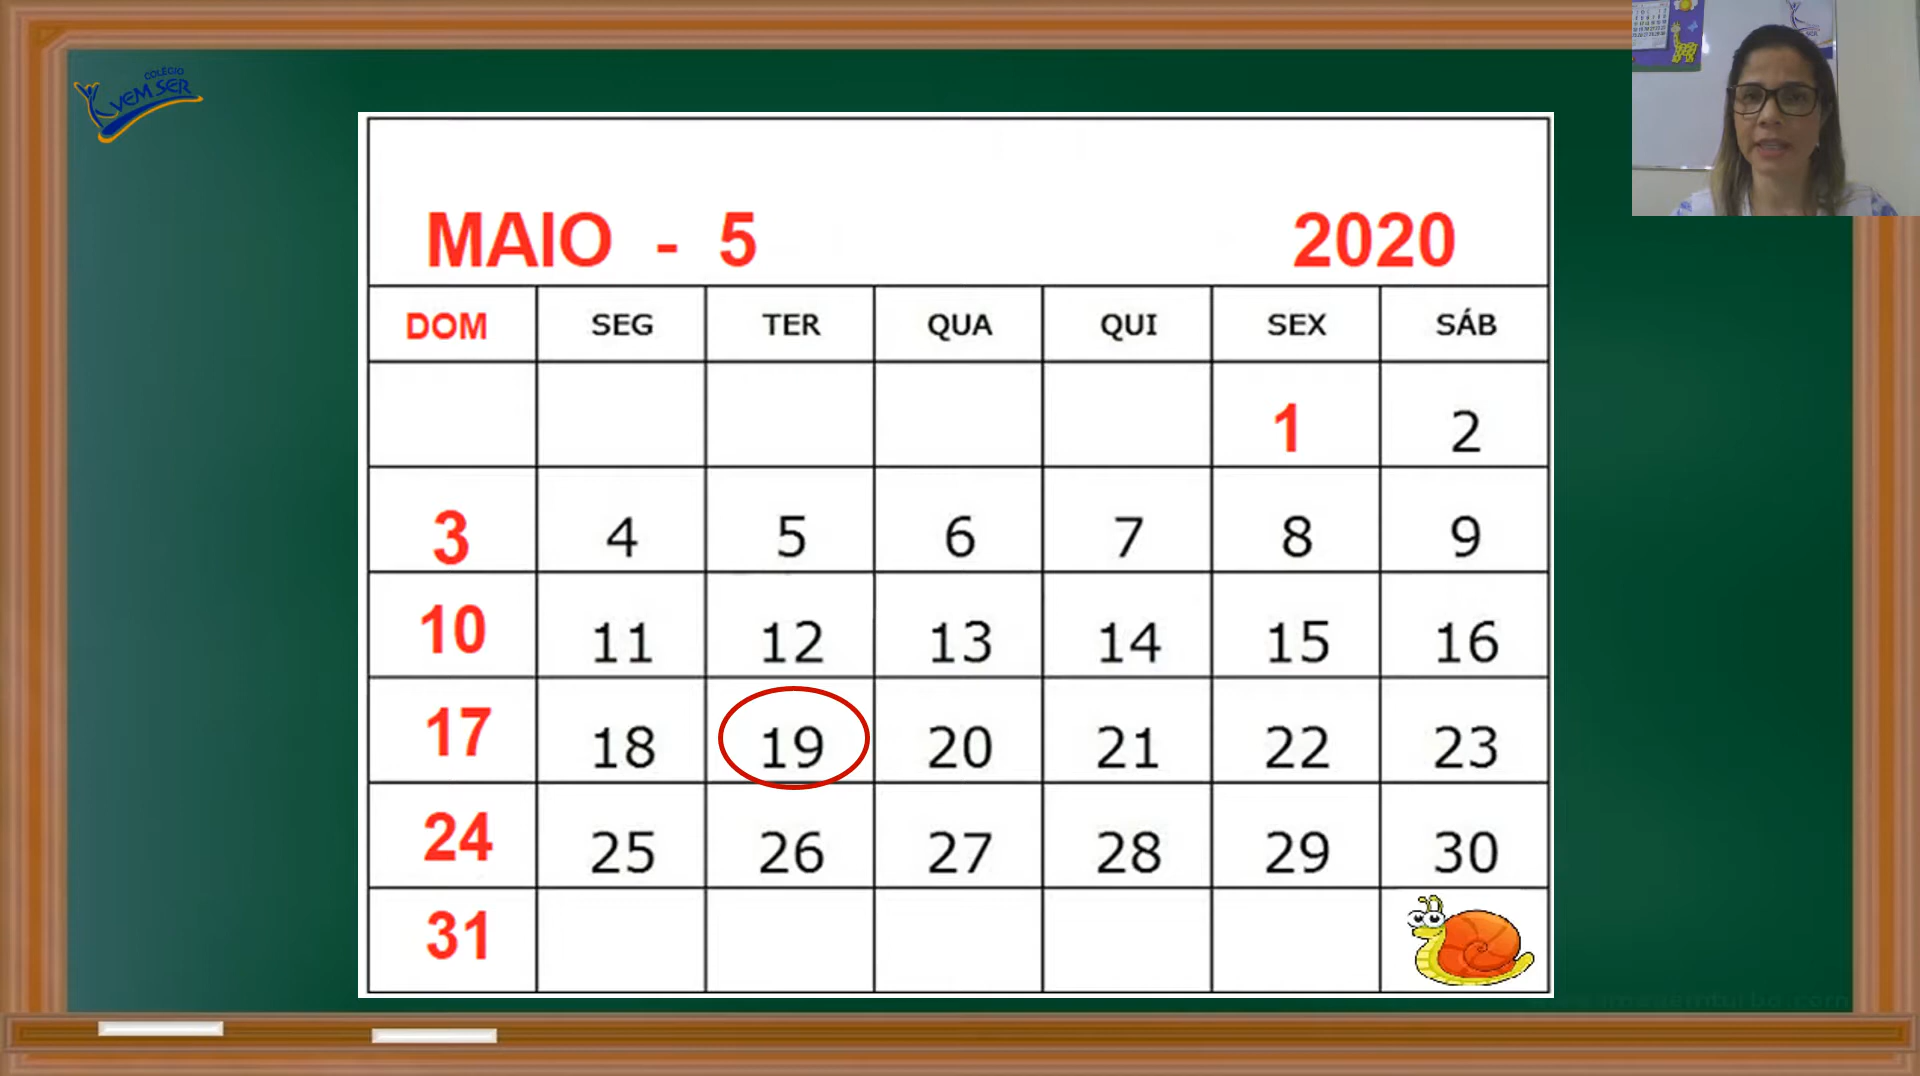 COLÉGIO
VEM SER
MAIO - 5 2020
DOM SEG TER QUA QUI SEX SÁB
1 2
3 4 5 6 7 8 9
10 11 12 13 14 15 16
17 18 19 20 21 22 23
24 25 26 27 28 29 30
31